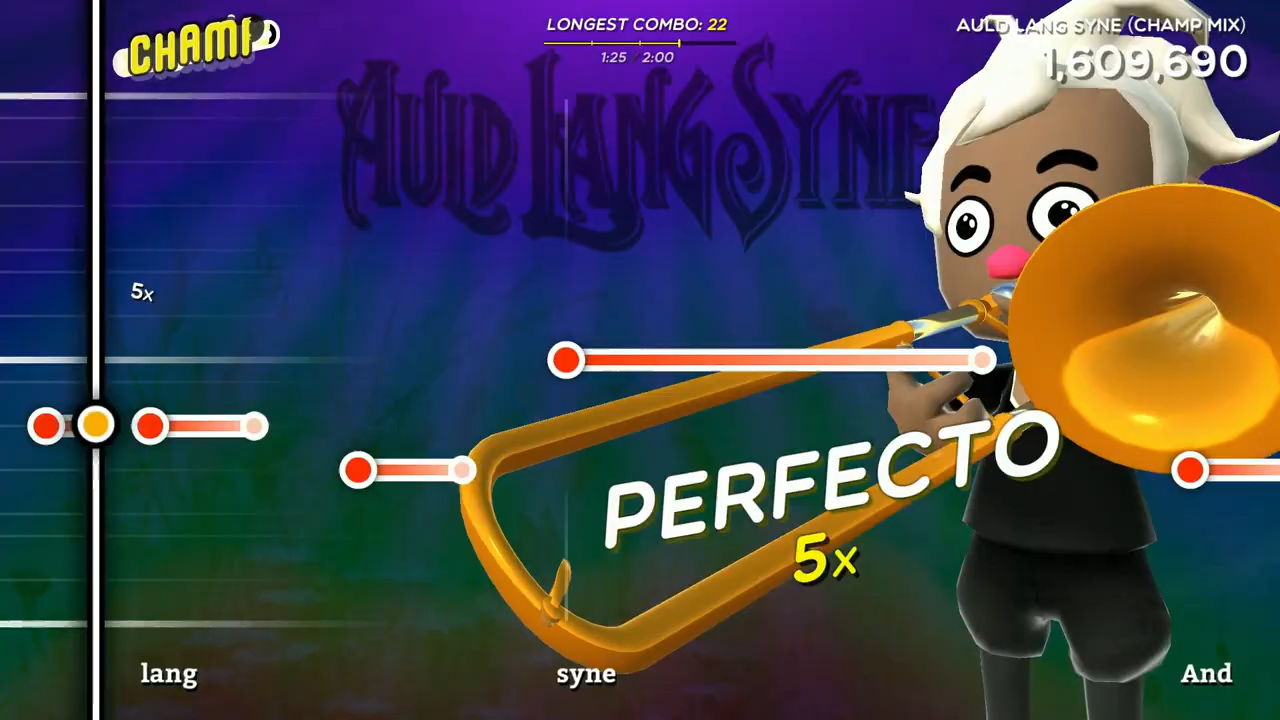 CHAMP
LONGEST COMBO: 22
1:25 / 2:00
AULD LANG SYNE (CHAMP MIX)
1,609,690
AULD LANG SYNE
5x
PERFECTO
5x
lang syne And